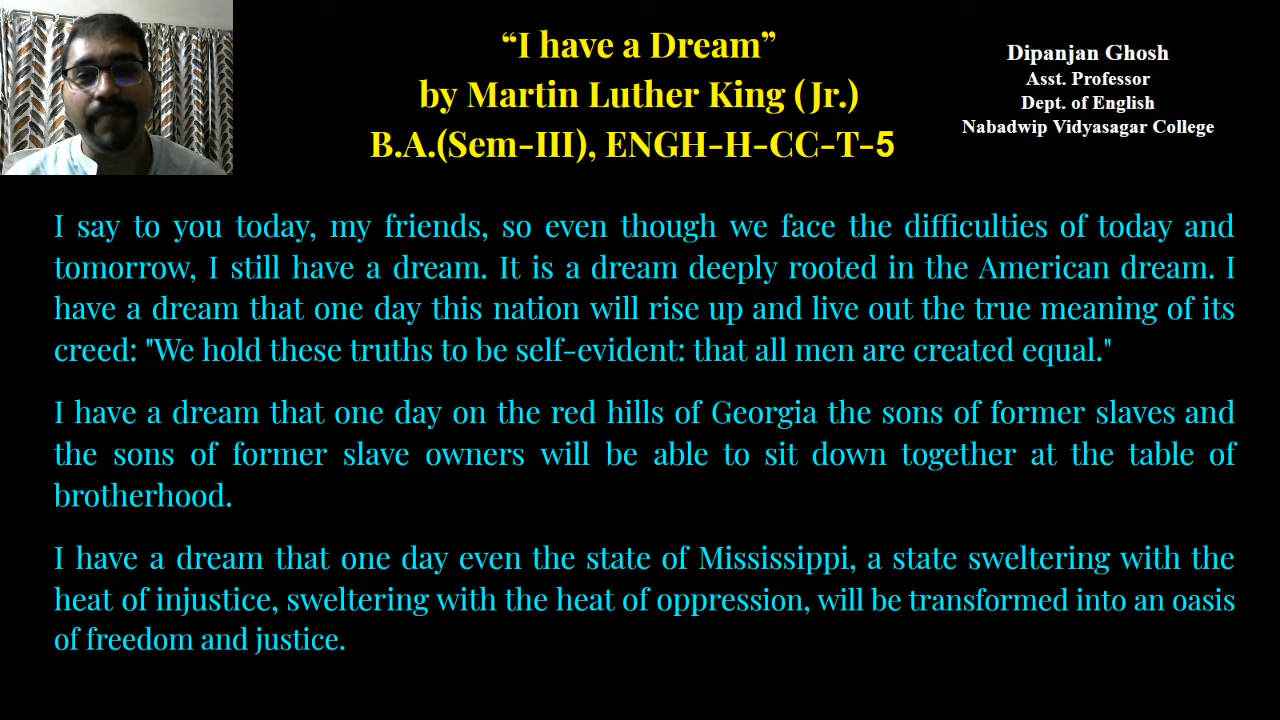 “I have a Dream”
by Martin Luther King (Jr.)
B.A.(Sem-III), ENGH-H-CC-T-5
Dipanjan Ghosh
Asst. Professor
Dept. of English
Nabadwip Vidyasagar College
I say to you today, my friends, so even though we face the difficulties of today and
tomorrow, I still have a dream. It is a dream deeply rooted in the American dream. I
have a dream that one day this nation will rise up and live out the true meaning of its
creed: "We hold these truths to be self-evident: that all men are created equal."
I have a dream that one day on the red hills of Georgia the sons of former slaves and
the sons of former slave owners will be able to sit down together at the table of
brotherhood.
I have a dream that one day even the state of Mississippi, a state sweltering with the
heat of injustice, sweltering with the heat of oppression, will be transformed into an oasis
of freedom and justice.